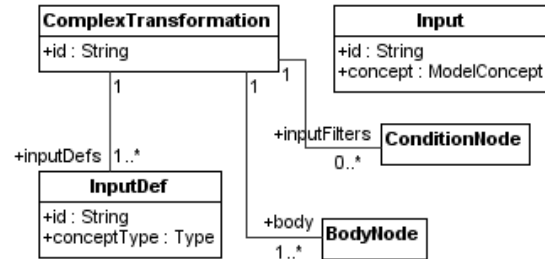 ComplexTransformation
+id : String
Input
+id : String
+concept : ModelConcept
1
1
1
+inputFilters
0..*
ConditionNode
+inputDefs
1..*
InputDef
+id : String
+conceptType : Type
+body
1..*
BodyNode